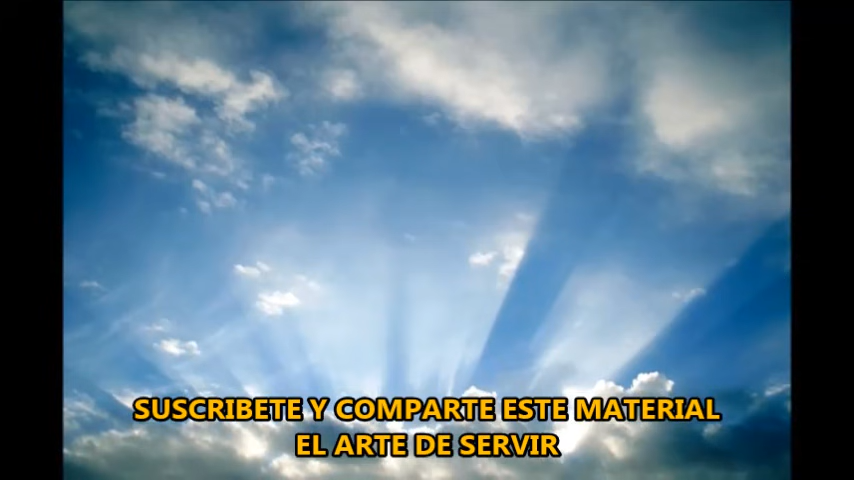 SUSCRIBETE Y COMPARTE ESTE MATERIAL
EL ARTE DE SERVIR